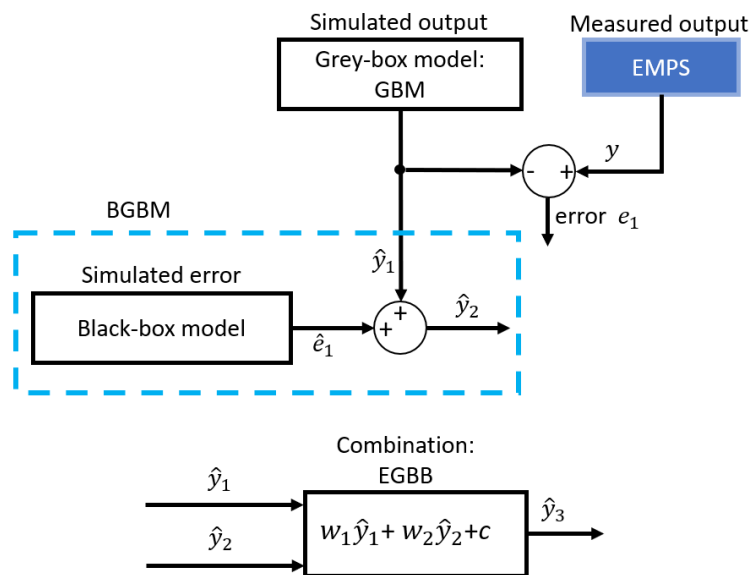 Simulated output
Measured output
Grey-box model:
GBM
EMPS
- +
y
error e₁
BGBM
ŷ₁
Simulated error
Black-box model
ê₁
+
+
ŷ₂
Combination:
EGBB
ŷ₁
ŷ₂
w₁ŷ₁+ w₂ŷ₂+c
ŷ₃